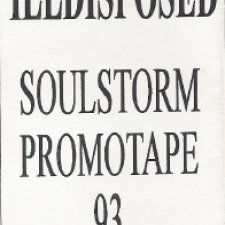 ILLDISPOSED
SOULSTORM
PROMOTAPE
93